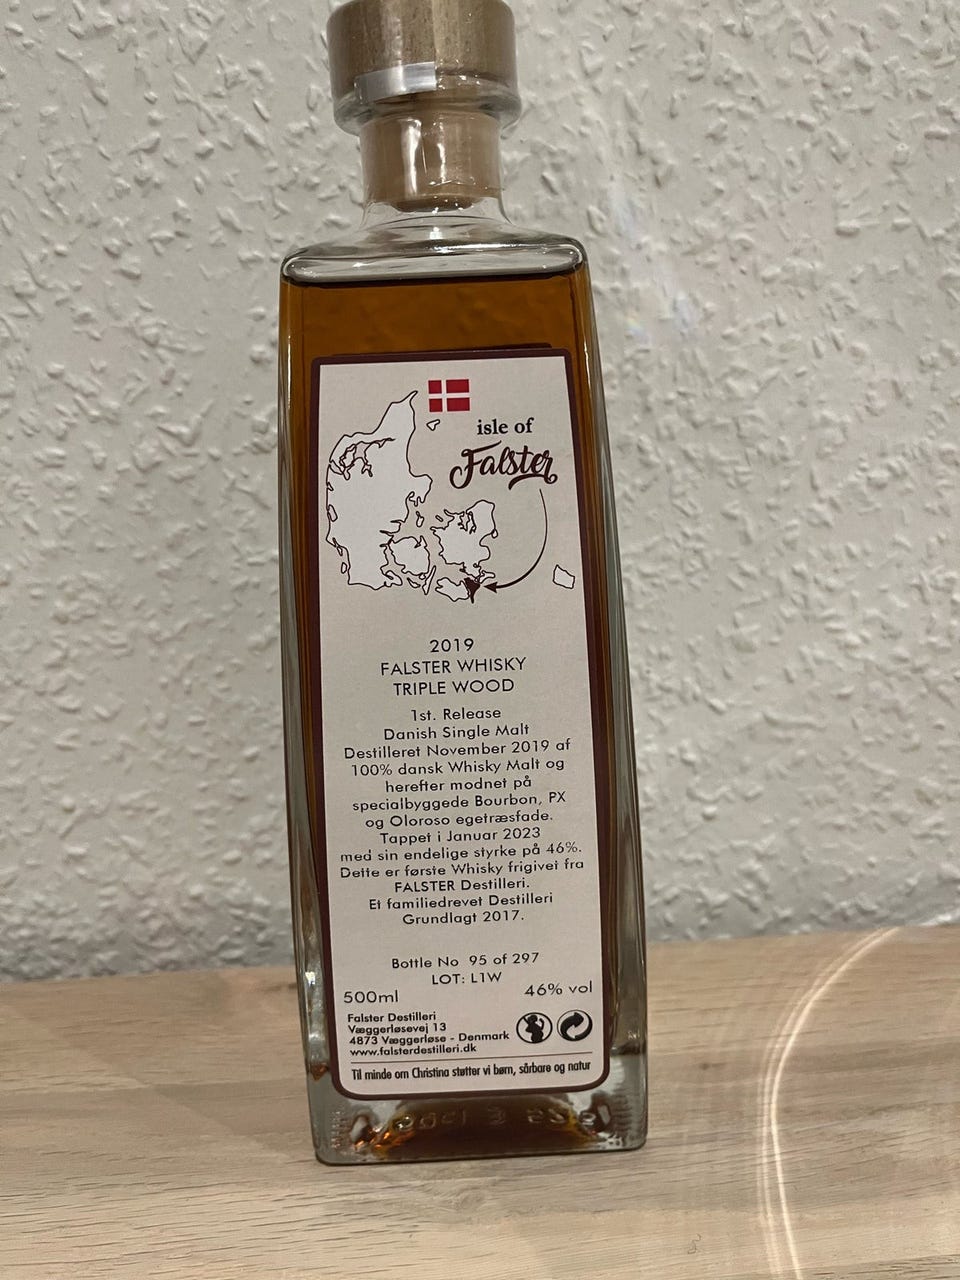 isle of
Falster
2019
FALSTER WHISKY
TRIPLE WOOD
1st. Release
Danish Single Malt
Destilleret November 2019 af
100% dansk Whisky Malt og
herefter modnet på
specialbyggede Bourbon, PX
og Oloroso egetræsfade.
Tappet i Januar 2023
med sin endelige styrke på 46%.
Dette er første Whisky frigivet fra
FALSTER Destilleri.
Et familiedrevet Destilleri
Grundlagt 2017.
Bottle No 95 of 297
LOT: L1W
500ml 46% vol
Falster Destilleri
Væggerløsevej 13
4873 Væggerløse - Denmark
www.falsterdestilleri.dk
Til minde om Christina støtter vi børn, sårbare og natur